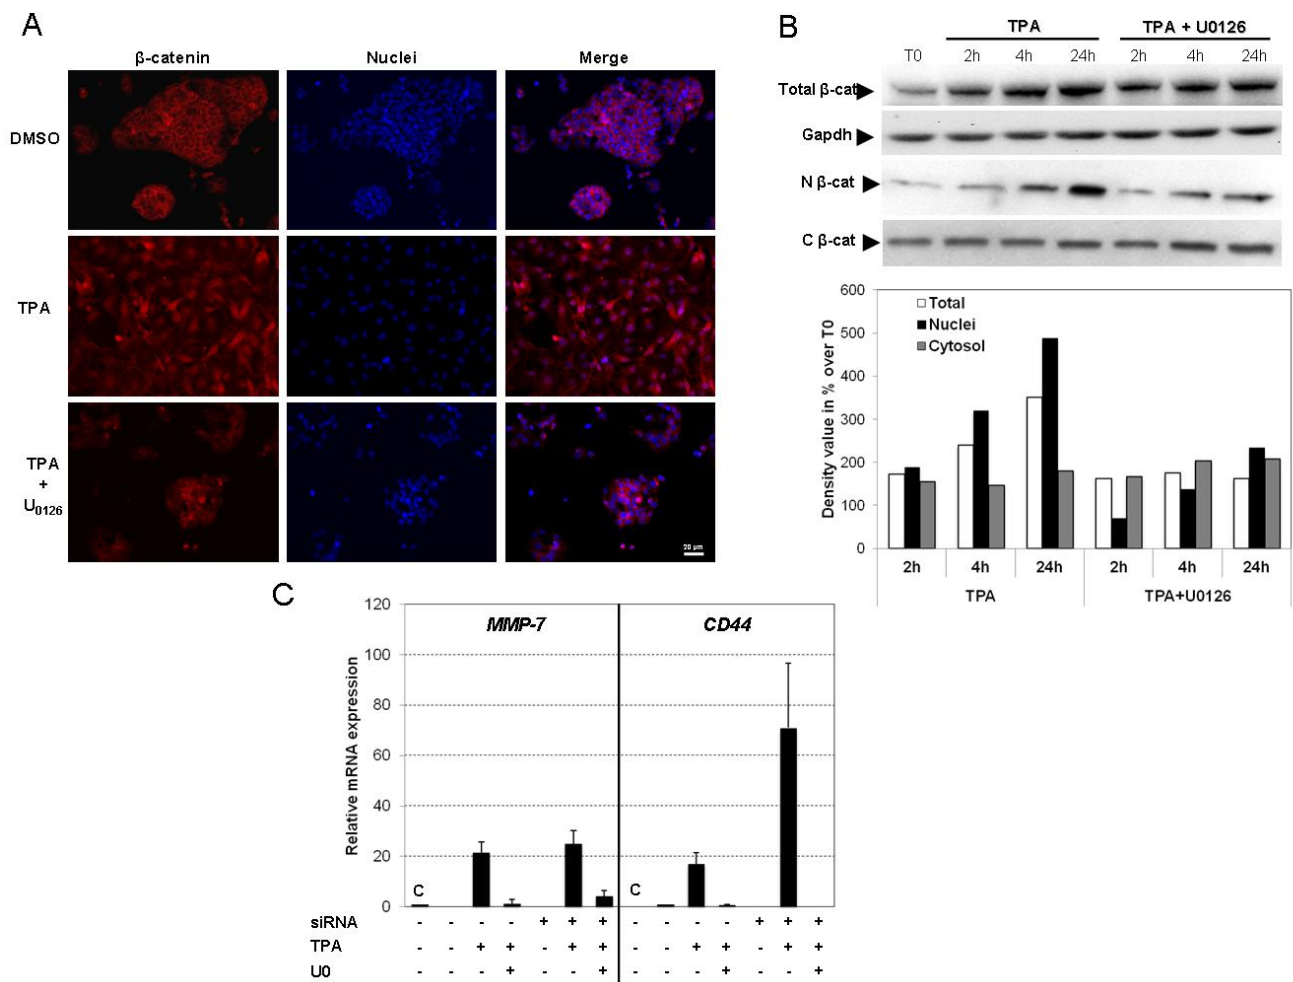 A
β-catenin Nuclei Merge
DMSO
TPA
TPA
+
U0126
20 µm
B
TPA TPA + U0126
T0 2h 4h 24h 2h 4h 24h
Total β-cat
Gapdh
N β-cat
C β-cat
Density value in % over T0
600
500
400
300
200
100
0
Total
Nuclei
Cytosol
2h 4h 24h 2h 4h 24h
TPA TPA+U0126
C
Relative mRNA expression
120
100
80
60
40
20
0
MMP-7 CD44
C C
siRNA - - - - + + + - - - - + + +
TPA - - + + - + + - - + + - + +
U0 - - - + - - + - - - + - - +